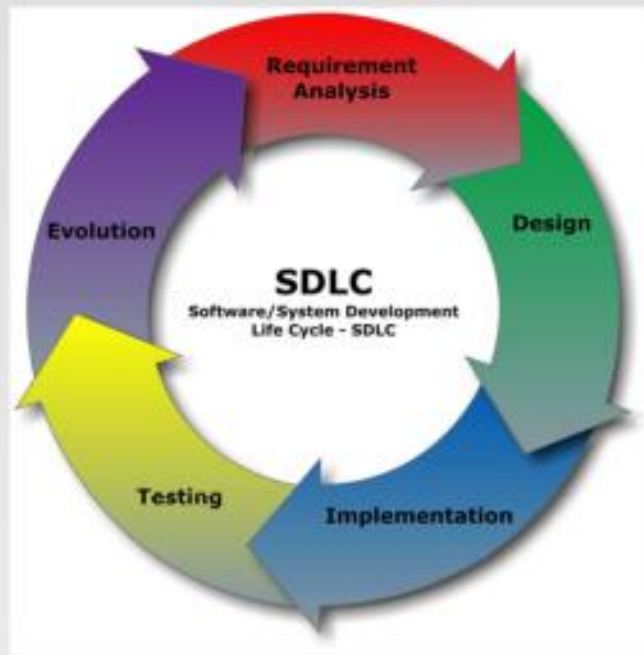 Requirement
Analysis
Design
Implementation
Testing
Evolution
SDLC
Software/System Development
Life Cycle - SDLC